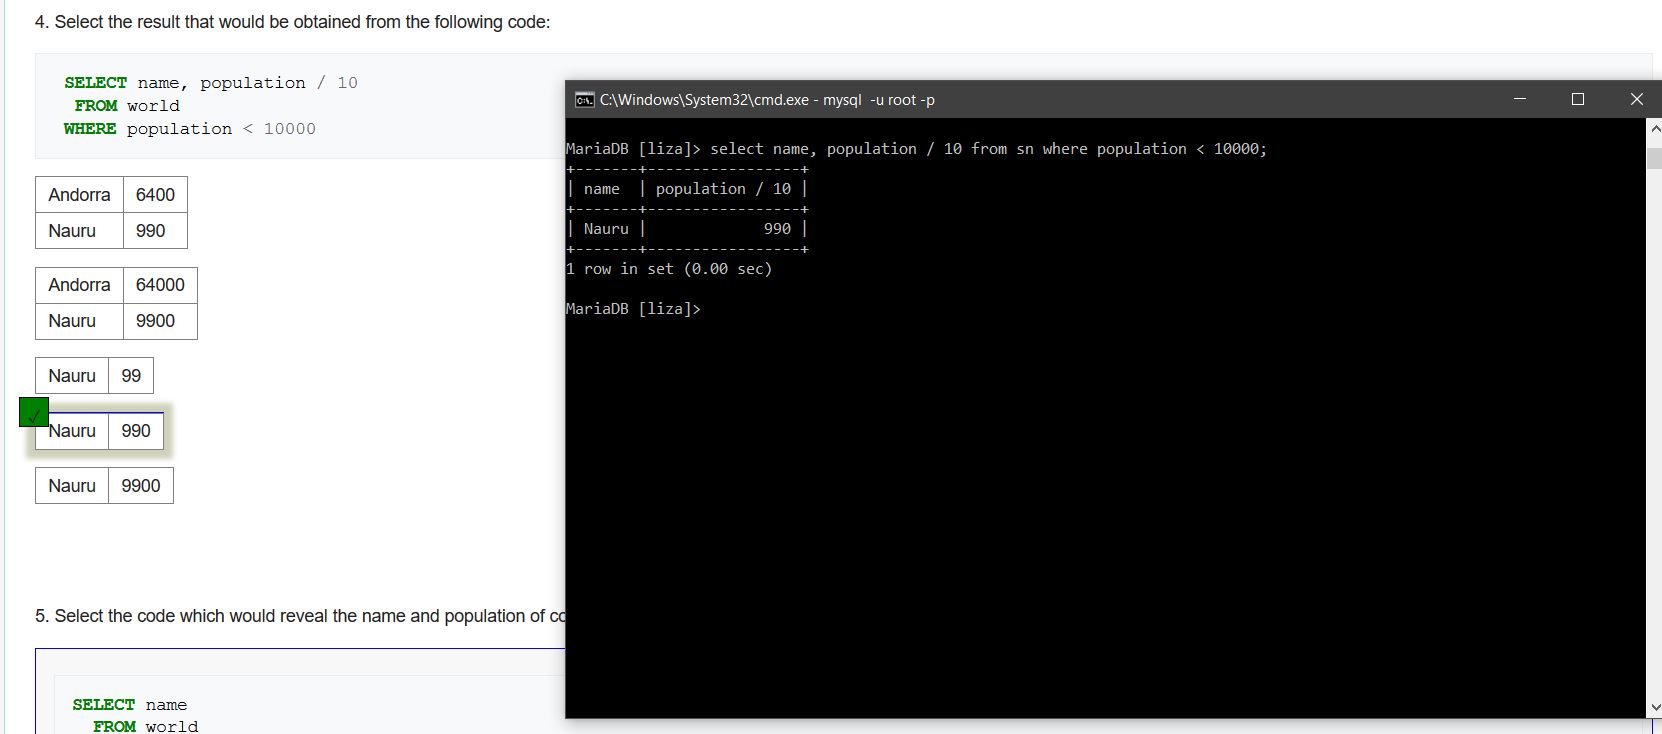 4. Select the result that would be obtained from the following code:
SELECT name, population / 10
FROM world
WHERE population < 10000
Andorra 6400
Nauru 990
Andorra 64000
Nauru 9900
Nauru 99
✓
Nauru 990
Nauru 9900
5. Select the code which would reveal the name and population of co
SELECT name
FROM world
C:\Windows\System32\cmd.exe - mysql -u root -p
MariaDB [liza]> select name, population / 10 from sn where population < 10000;
+-------+-----------------+
| name | population / 10 |
+-------+-----------------+
| Nauru | 990 |
+-------+-----------------+
1 row in set (0.00 sec)
MariaDB [liza]>